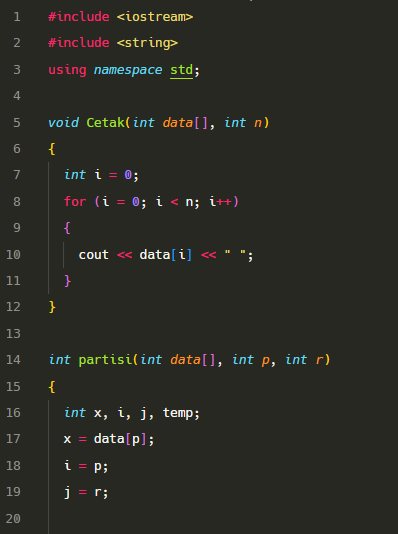 1 #include <iostream>
2 #include <string>
3 using namespace std;
4
5 void Cetak(int data[], int n)
6 {
7 int i = 0;
8 for (i = 0; i < n; i++)
9 {
10 cout << data[i] << " ";
11 }
12 }
13
14 int partisi(int data[], int p, int r)
15 {
16 int x, i, j, temp;
17 x = data[p];
18 i = p;
19 j = r;
20